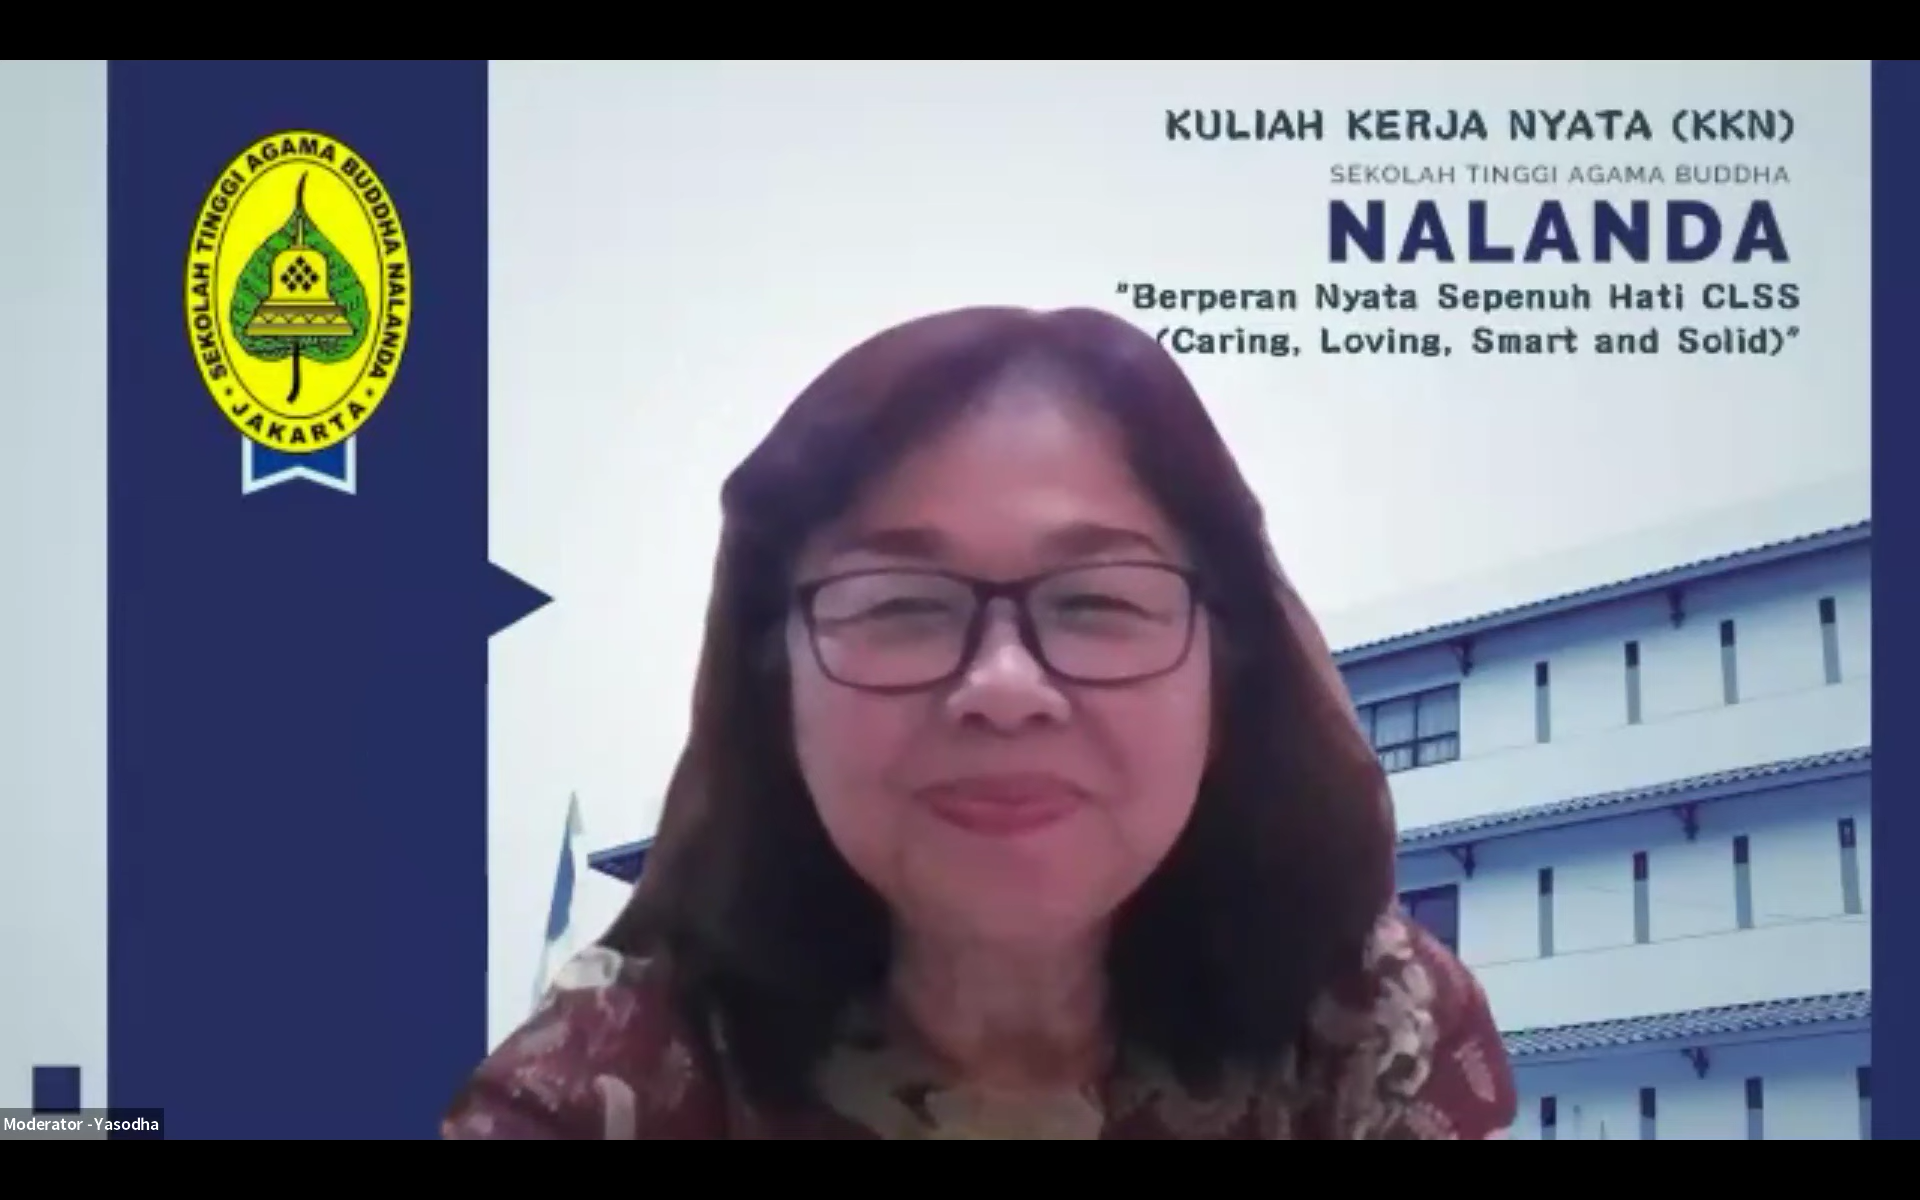 SEKOLAH TINGGI AGAMA BUDDHA NALANDA
• JAKARTA •
KULIAH KERJA NYATA (KKN)
SEKOLAH TINGGI AGAMA BUDDHA
NALANDA
"Berperan Nyata Sepenuh Hati CLSS
(Caring, Loving, Smart and Solid)"
Moderator -Yasodha